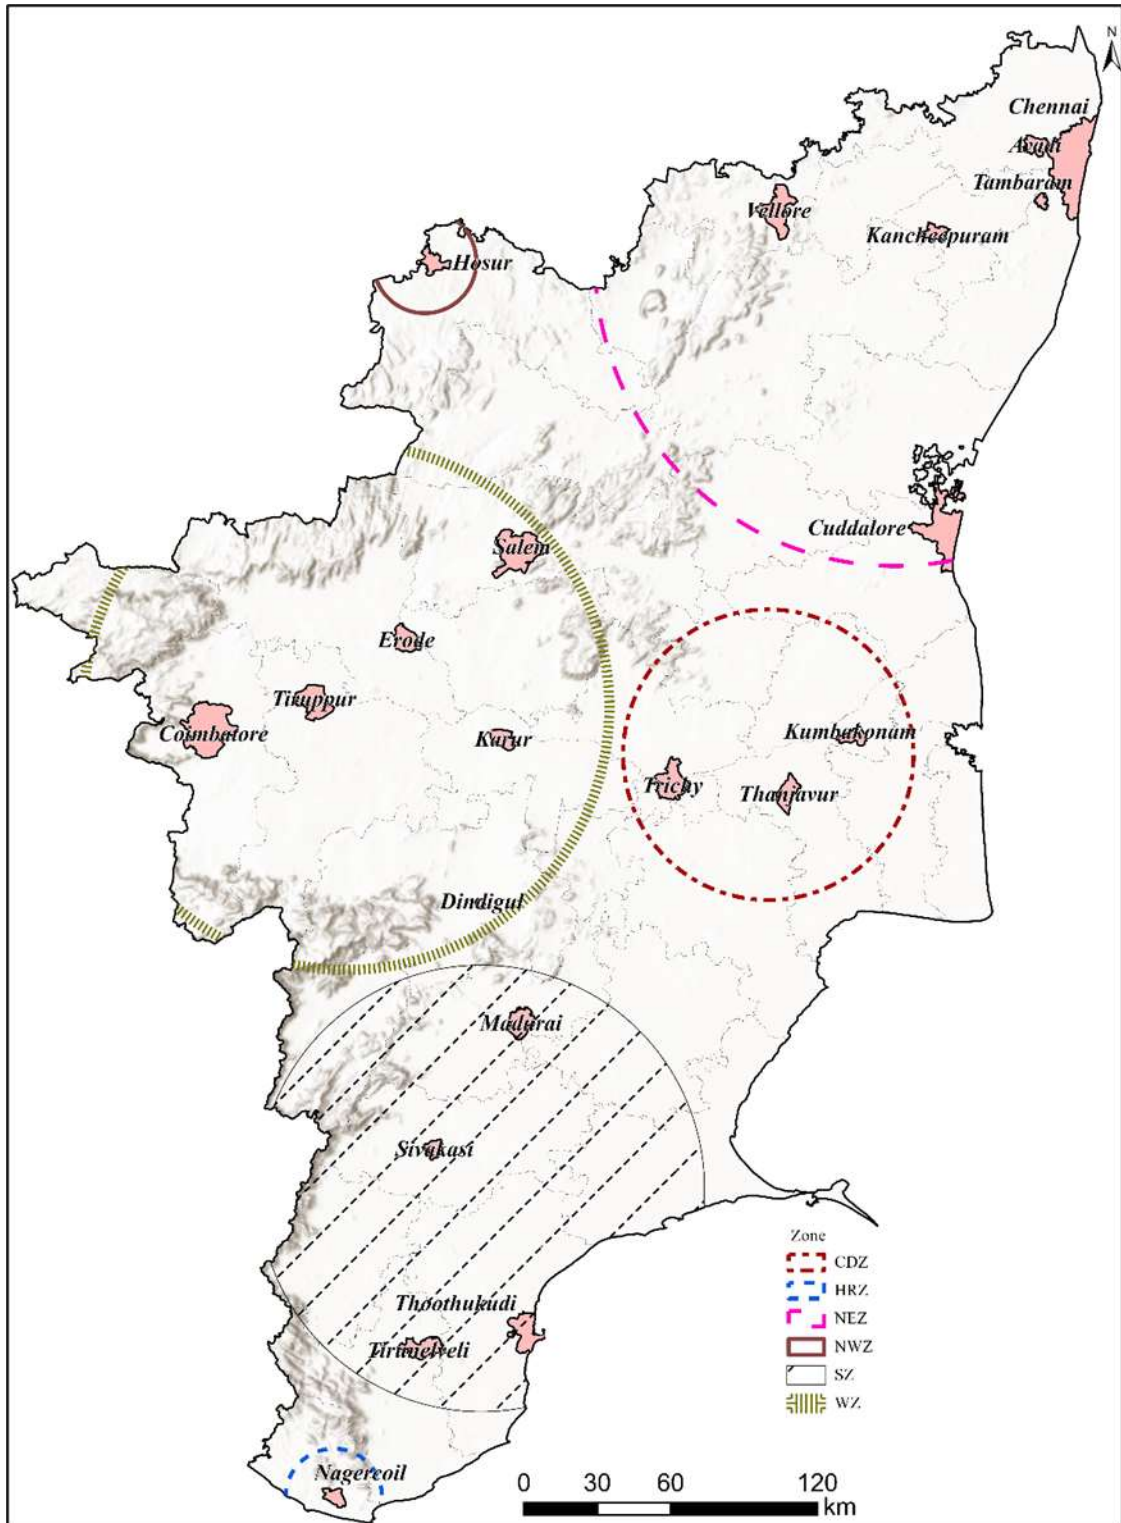 N
Chennai
Avadi
Tambaram
Vellore
Kancheepuram
Hosur
Cuddalore
Salem
Erode
Tiruppur
Coimbatore
Karur
Kumbakonam
Trichy
Thanjavur
Dindigul
Madurai
Sivakasi
Zone
CDZ
HRZ
NEZ
NWZ
SZ
WZ
Thoothukudi
Tirunelveli
Nagercoil
0 30 60 120
km